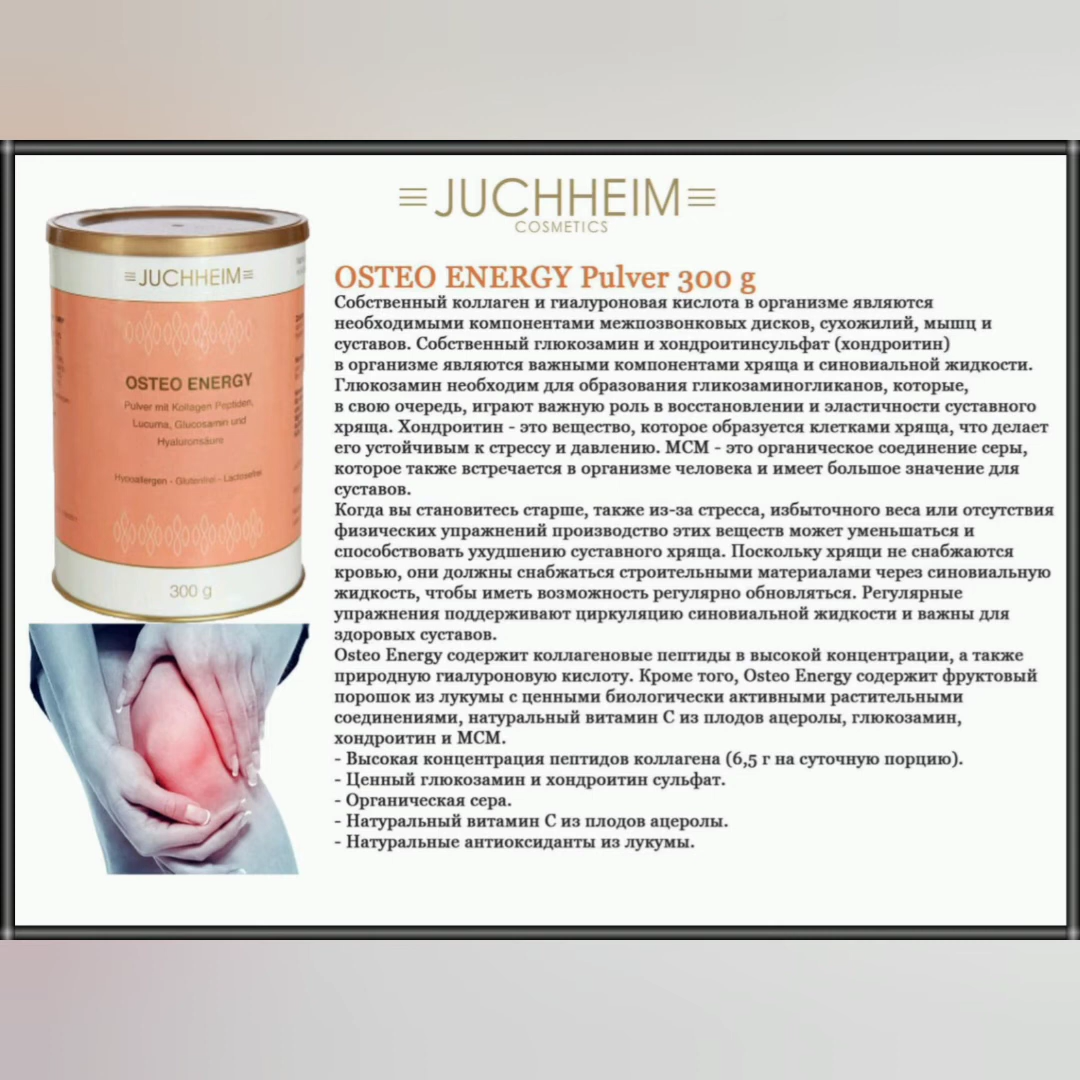 ≡JUCHHEIM≡
COSMETICS
≡JUCHHEIM≡
OSTEO ENERGY
Pulver mit Kollagen Peptiden,
Lucuma, Glucosamin und
Hyaluronsäure
Hypoallergen - Glutenfrei - Lactosefrei
300 g
OSTEO ENERGY Pulver 300 g
Собственный коллаген и гиалуроновая кислота в организме являются
необходимыми компонентами межпозвонковых дисков, сухожилий, мышц и
суставов. Собственный глюкозамин и хондроитинсульфат (хондроитин)
в организме являются важными компонентами хряща и синовиальной жидкости.
Глюкозамин необходим для образования гликозаминогликанов, которые,
в свою очередь, играют важную роль в восстановлении и эластичности суставного
хряща. Хондроитин - это вещество, которое образуется клетками хряща, что делает
его устойчивым к стрессу и давлению. МСМ - это органическое соединение серы,
которое также встречается в организме человека и имеет большое значение для
суставов.
Когда вы становитесь старше, также из-за стресса, избыточного веса или отсутствия
физических упражнений производство этих веществ может уменьшаться и
способствовать ухудшению суставного хряща. Поскольку хрящи не снабжаются
кровью, они должны снабжаться строительными материалами через синовиальную
жидкость, чтобы иметь возможность регулярно обновляться. Регулярные
упражнения поддерживают циркуляцию синовиальной жидкости и важны для
здоровых суставов.
Osteo Energy содержит коллагеновые пептиды в высокой концентрации, а также
природную гиалуроновую кислоту. Кроме того, Osteo Energy содержит фруктовый
порошок из лукумы с ценными биологически активными растительными
соединениями, натуральный витамин С из плодов ацеролы, глюкозамин,
хондроитин и МСМ.
- Высокая концентрация пептидов коллагена (6,5 г на суточную порцию).
- Ценный глюкозамин и хондроитин сульфат.
- Органическая сера.
- Натуральный витамин С из плодов ацеролы.
- Натуральные антиоксиданты из лукумы.